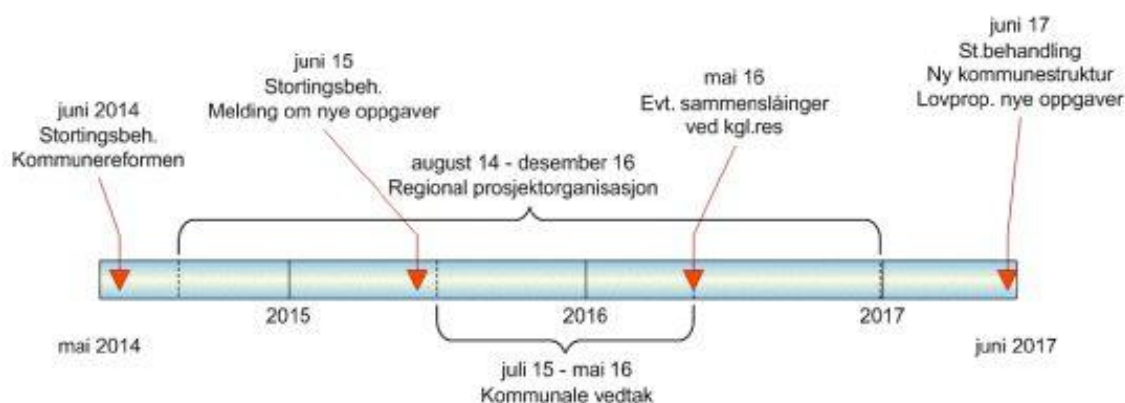 juni 2014
Stortingsbeh.
Kommunereformen
juni 15
Stortingsbeh.
Melding om nye oppgaver
august 14 - desember 16
Regional prosjektorganisasjon
mai 16
Evt. sammenslåinger
ved kgl.res
juni 17
St.behandling
Ny kommunestruktur
Lovprop. nye oppgaver
2015
2016
2017
mai 2014
juni 2017
juli 15 - mai 16
Kommunale vedtak